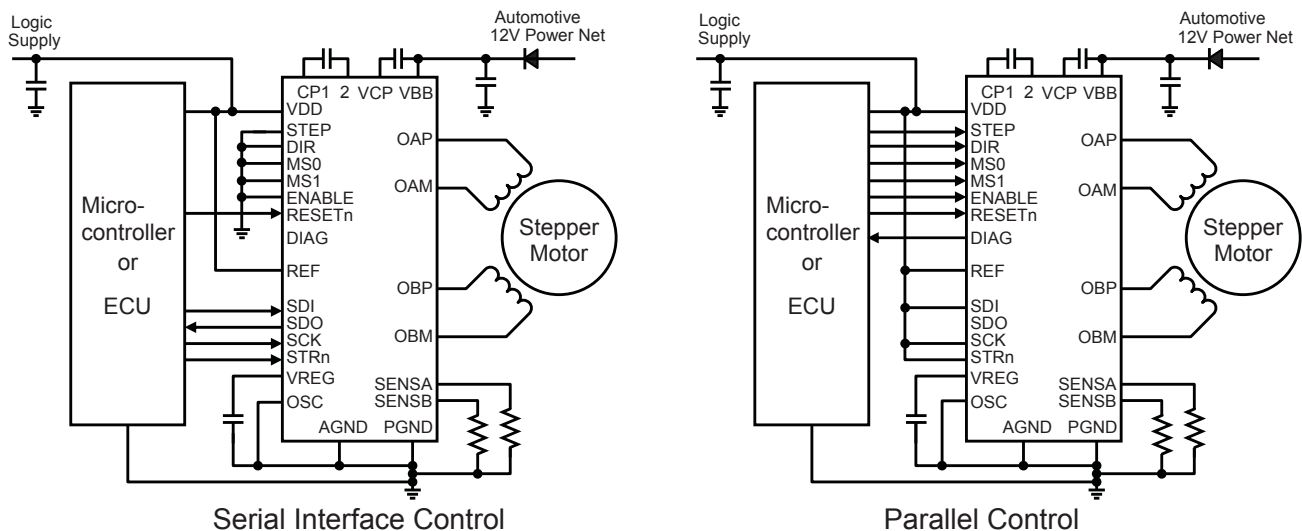 Logic
Supply
Automotive
12V Power Net
CP1 2 VCP VBB
VDD
STEP
DIR
MS0
MS1
ENABLE
RESETn
DIAG
REF
SDI
SDO
SCK
STRn
VREG
OSC
AGND PGND
OAP
OAM
OBP
OBM
SENSA
SENSB
Micro-
controller
or
ECU
Stepper
Motor
Serial Interface Control
Logic
Supply
Automotive
12V Power Net
CP1 2 VCP VBB
VDD
STEP
DIR
MS0
MS1
ENABLE
RESETn
DIAG
REF
SDI
SDO
SCK
STRn
VREG
OSC
AGND PGND
OAP
OAM
OBP
OBM
SENSA
SENSB
Micro-
controller
or
ECU
Stepper
Motor
Parallel Control